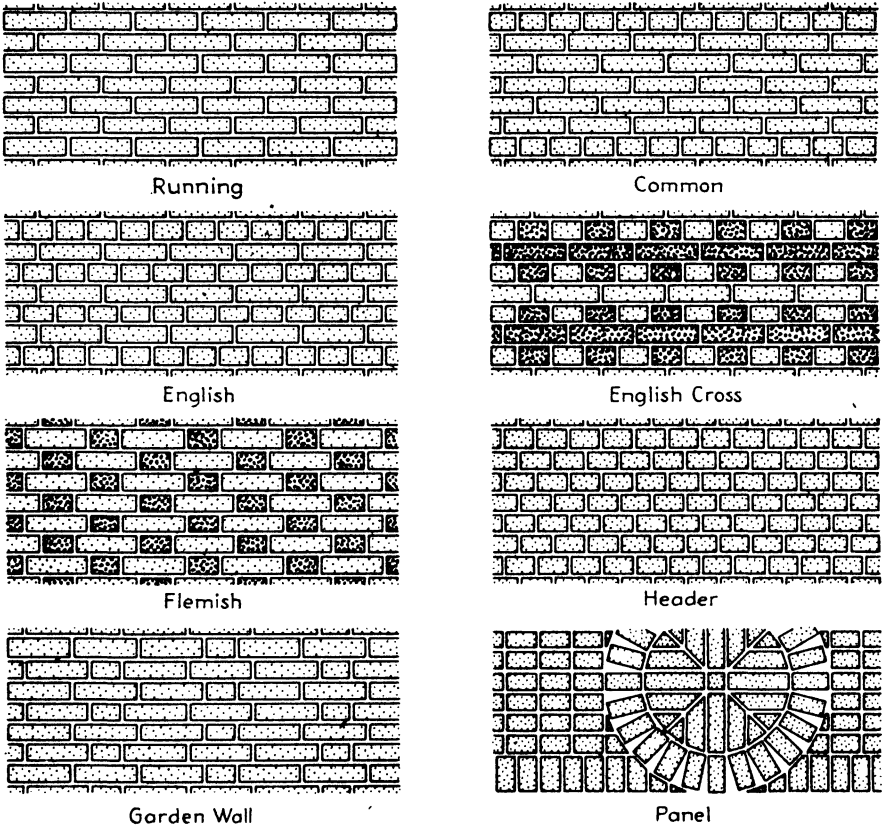 Running
Common
English
English Cross
Flemish
Header
Garden Wall
Panel